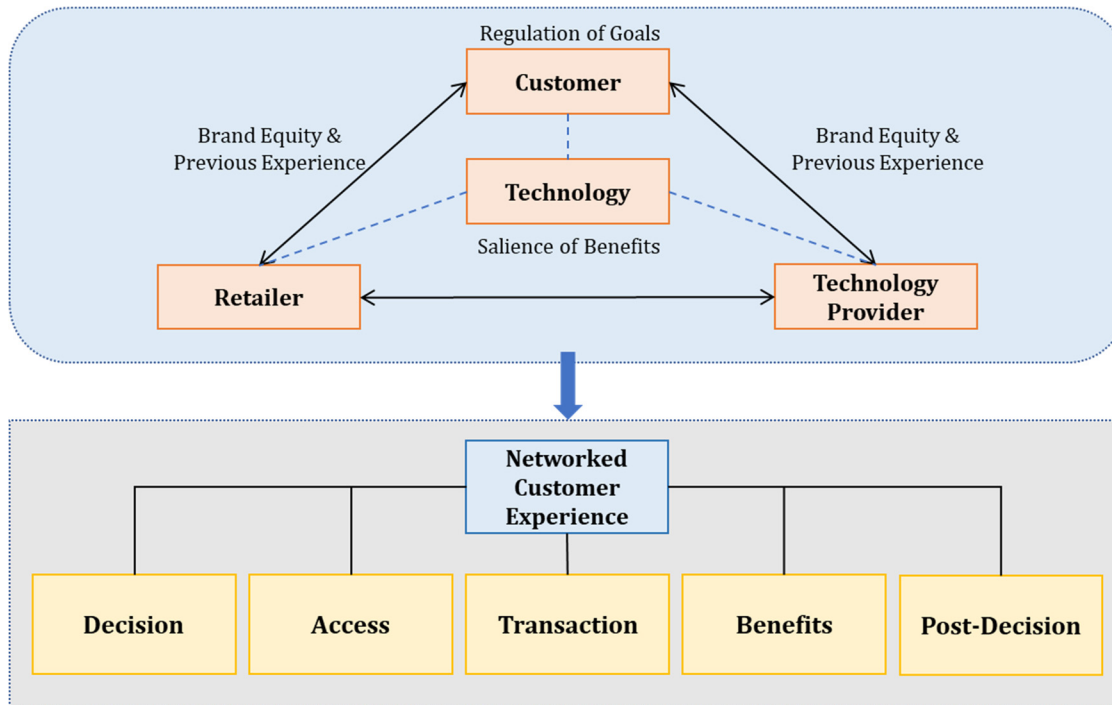 Regulation of Goals
Customer
Brand Equity &
Previous Experience
Brand Equity &
Previous Experience
Technology
Salience of Benefits
Retailer
Technology
Provider
Networked
Customer
Experience
Decision
Access
Transaction
Benefits
Post-Decision